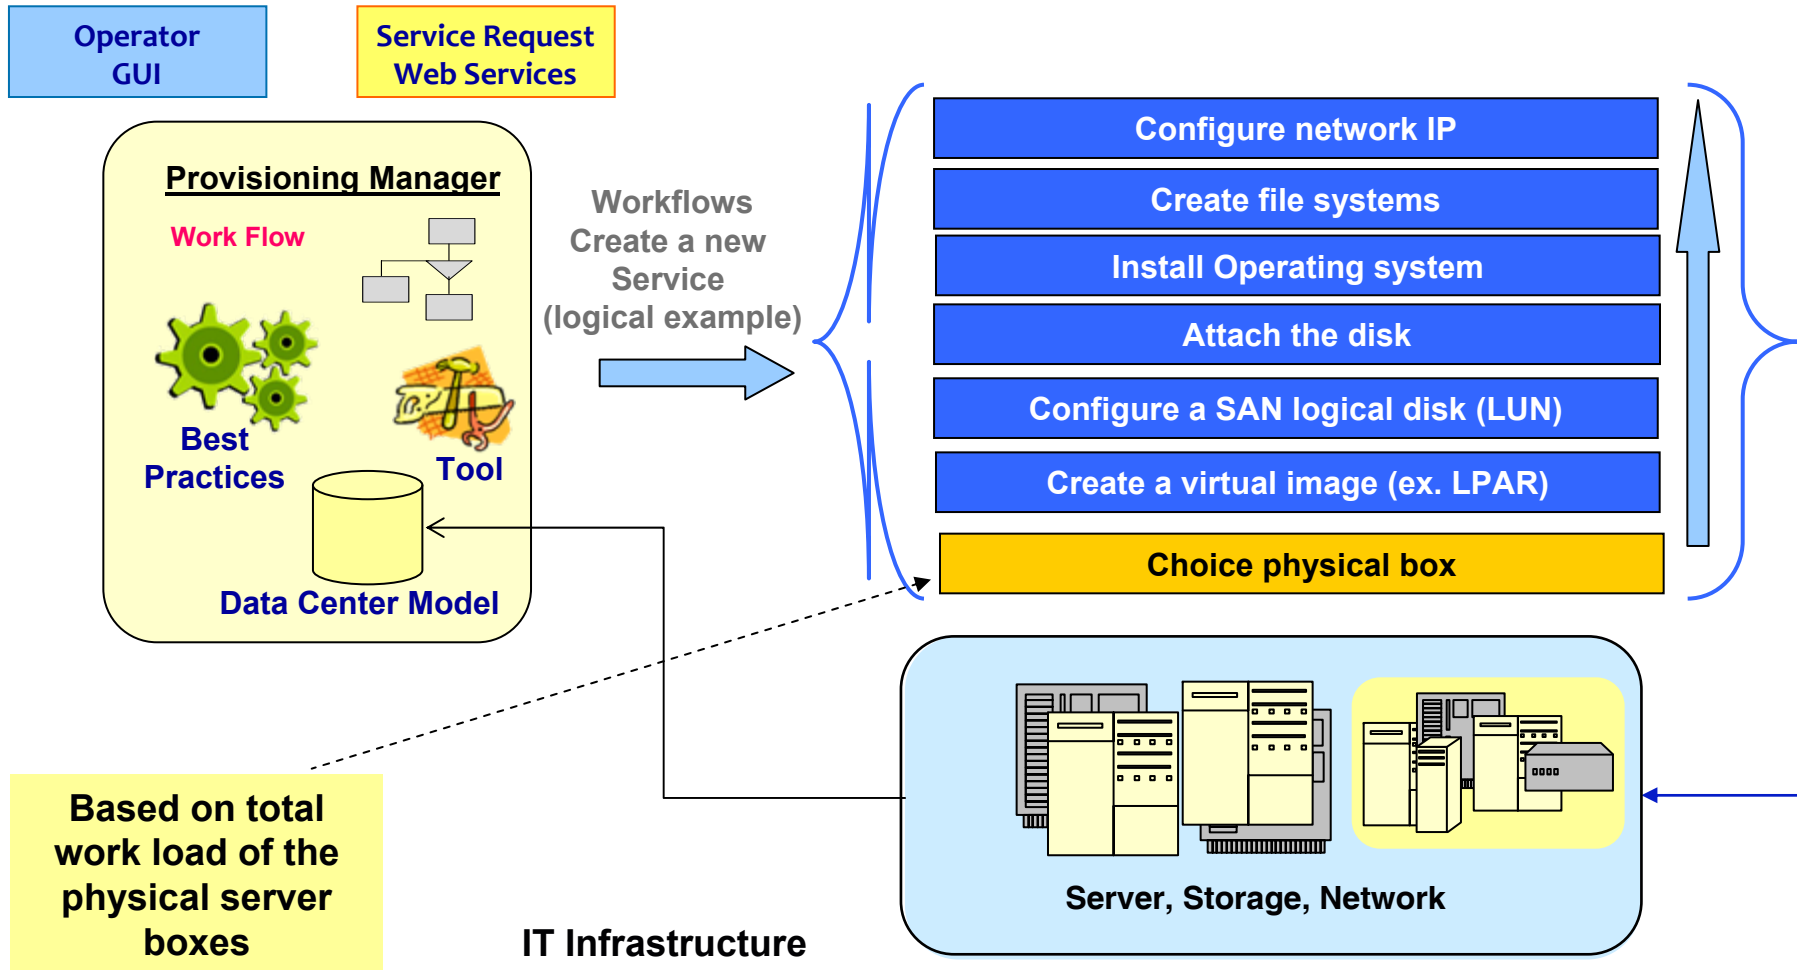 Operator
GUI
Service Request
Web Services
Provisioning Manager
Work Flow
Best
Practices
Tool
Data Center Model
Workflows
Create a new
Service
(logical example)
Configure network IP
Create file systems
Install Operating system
Attach the disk
Configure a SAN logical disk (LUN)
Create a virtual image (ex. LPAR)
Choice physical box
Based on total
work load of the
physical server
boxes
Server, Storage, Network
IT Infrastructure